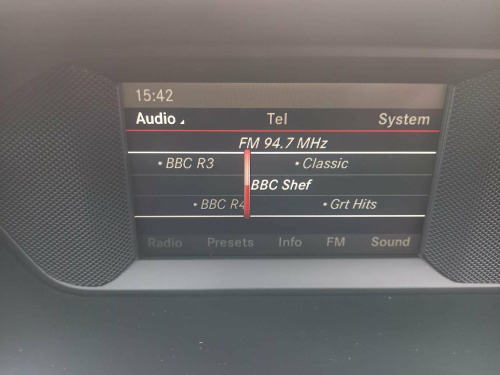 15:42
Audio Tel System
FM 94.7 MHz
• BBC R3 • Classic
BBC Shef
• BBC R4 • Grt Hits
Radio Presets Info FM Sound